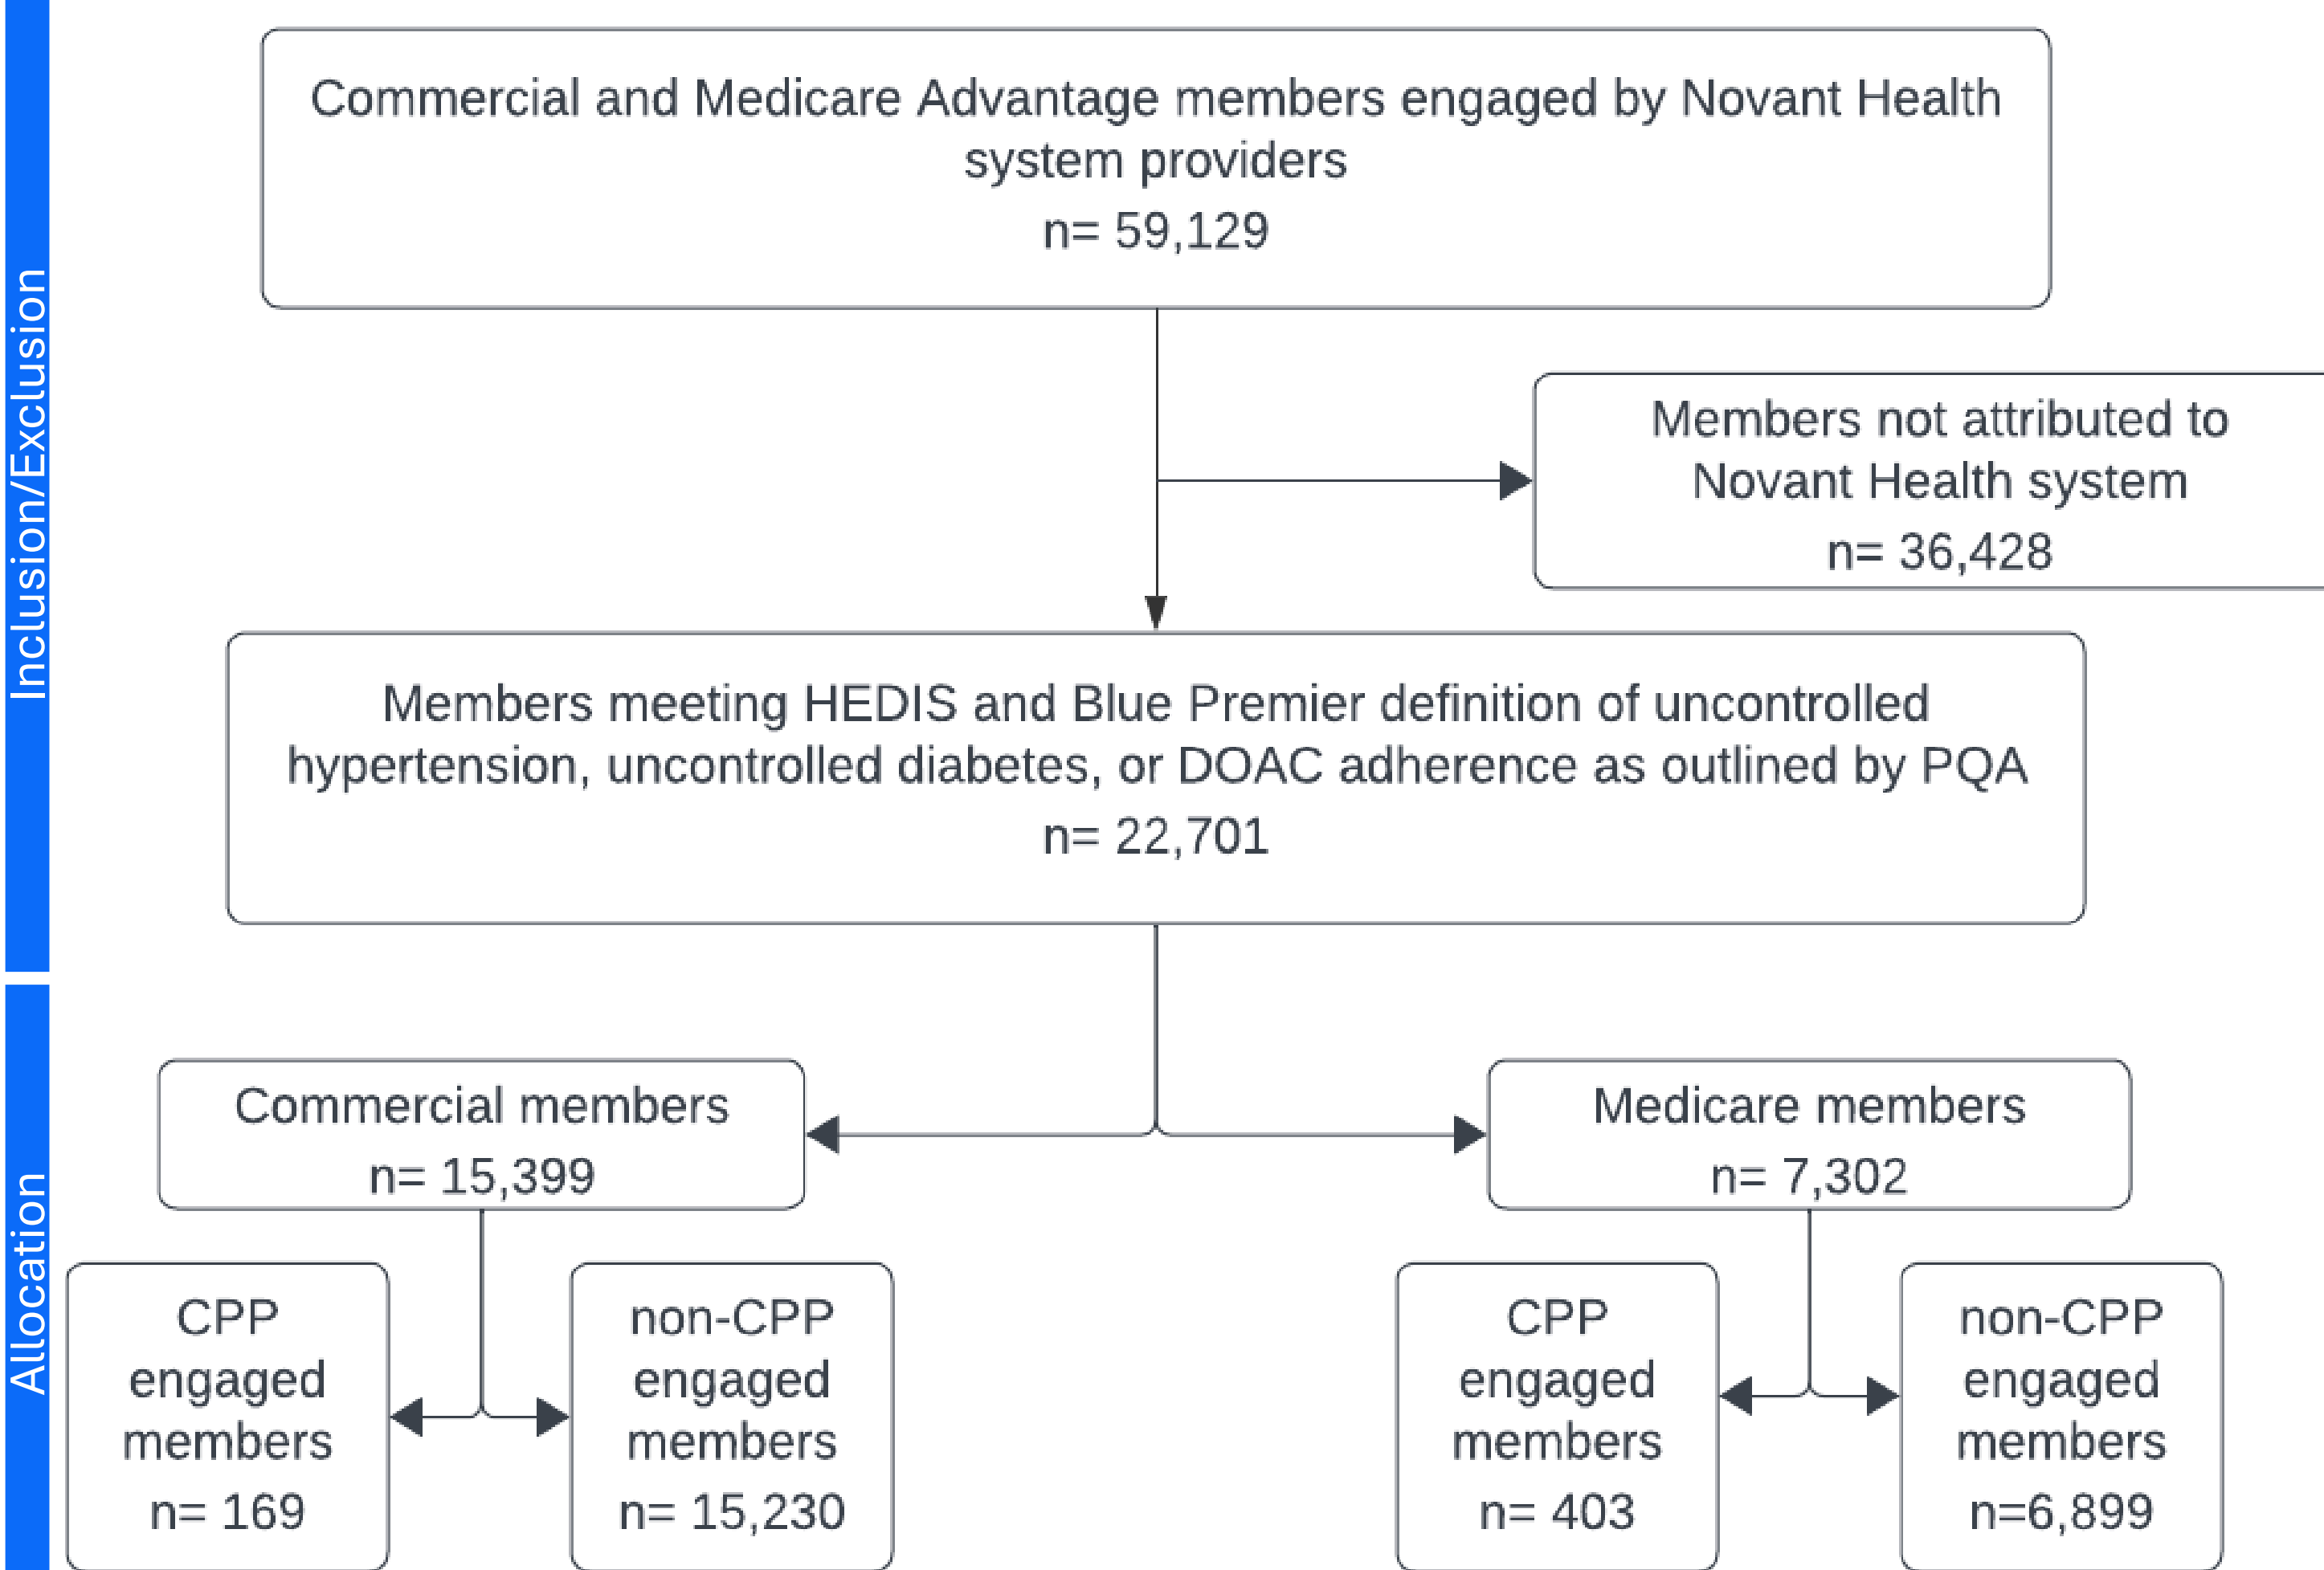 Inclusion/Exclusion
Commercial and Medicare Advantage members engaged by Novant Health
system providers
n= 59,129
Members not attributed to
Novant Health system
n= 36,428
Members meeting HEDIS and Blue Premier definition of uncontrolled
hypertension, uncontrolled diabetes, or DOAC adherence as outlined by PQA
n= 22,701
Allocation
Commercial members
n= 15,399
Medicare members
n= 7,302
CPP
engaged
members
n= 169
non-CPP
engaged
members
n= 15,230
CPP
engaged
members
n= 403
non-CPP
engaged
members
n=6,899